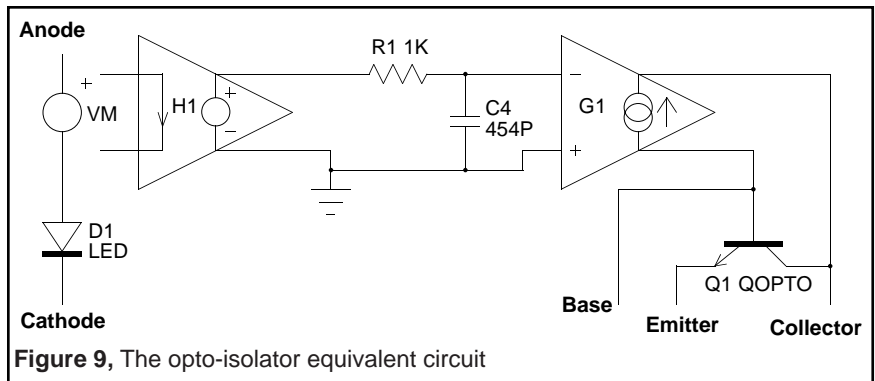 Anode
R1 1K
+
+
−
VM
H1
+
−
C4
454P
G1
+
D1
LED
Base
Q1 QOPTO
Cathode
Emitter
Collector
Figure 9, The opto-isolator equivalent circuit